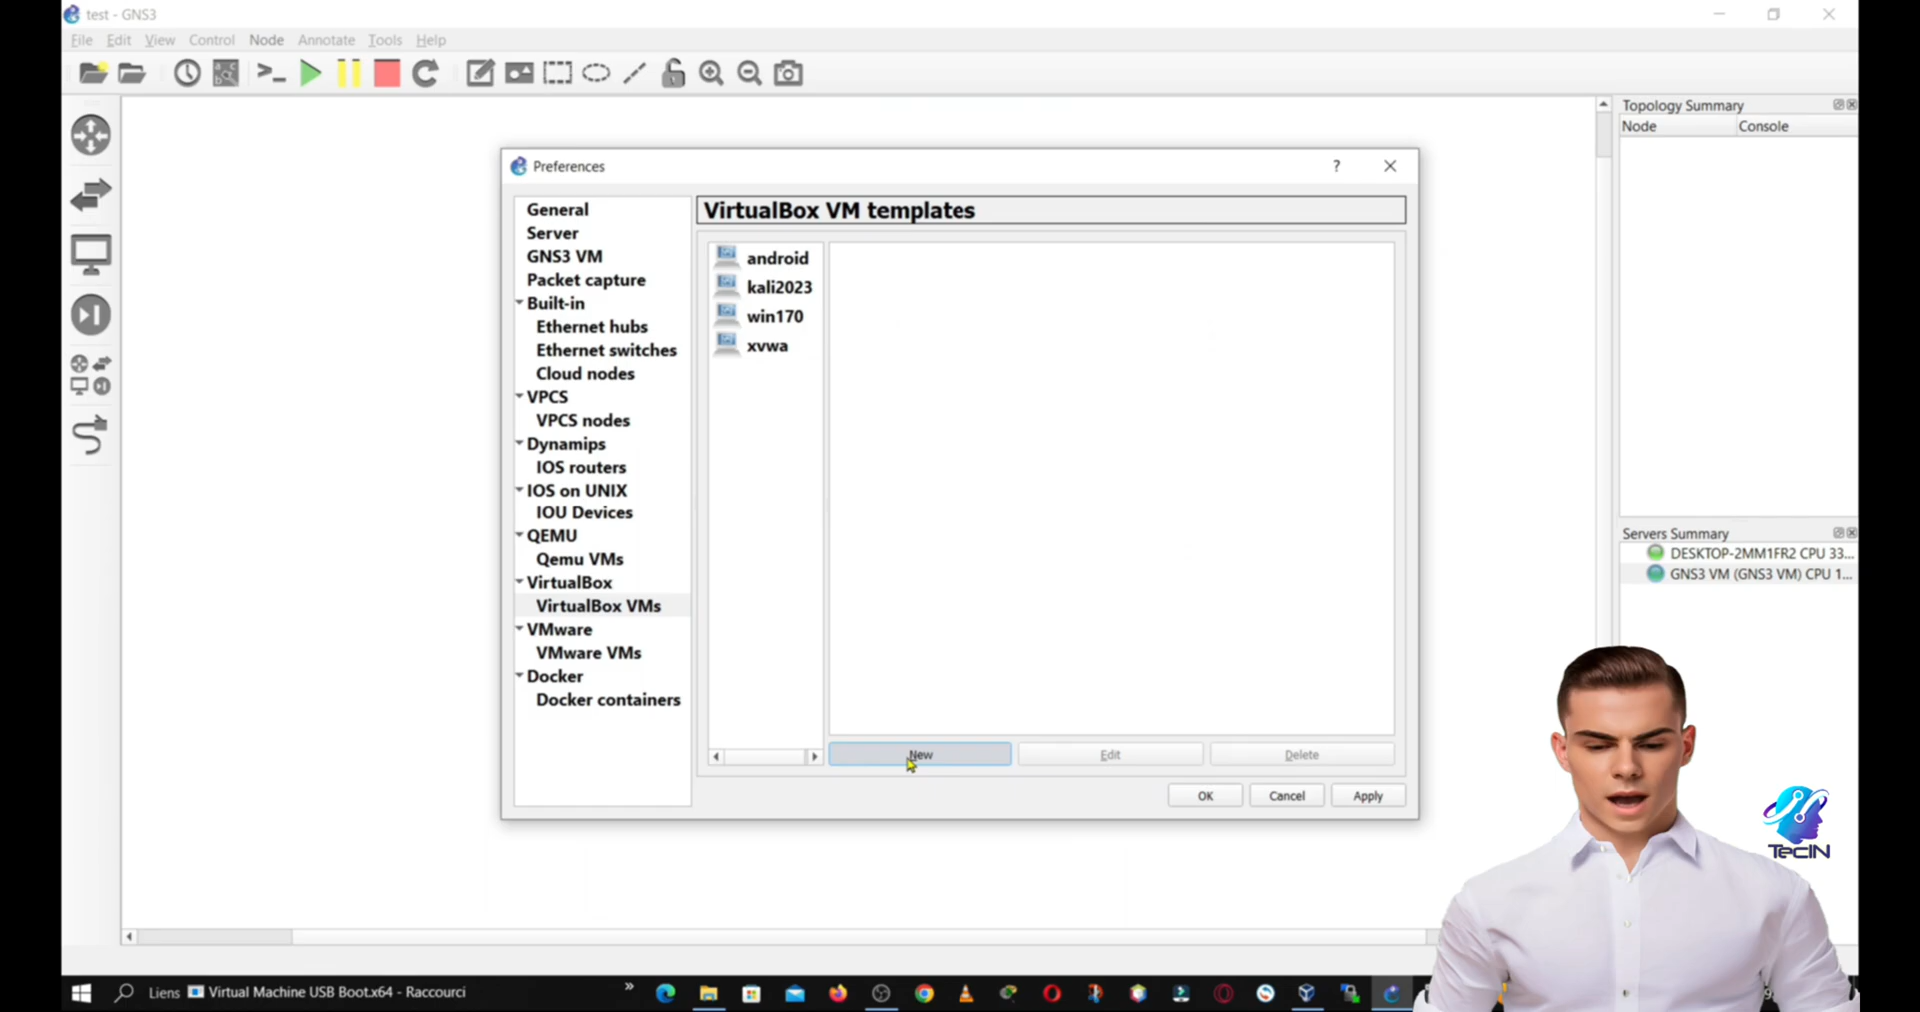 test - GNS3
File Edit View Control Node Annotate Tools Help
Topology Summary
Node Console
Preferences ?
General
Server
GNS3 VM
Packet capture
Built-in
Ethernet hubs
Ethernet switches
Cloud nodes
VPCS
VPCS nodes
Dynamips
IOS routers
IOS on UNIX
IOU Devices
QEMU
Qemu VMs
VirtualBox
VirtualBox VMs
VMware
VMware VMs
Docker
Docker containers
VirtualBox VM templates
android
kali2023
win170
xvwa
New Edit Delete
OK Cancel Apply
Servers Summary
DESKTOP-2MM1FR2 CPU 33...
GNS3 VM (GNS3 VM) CPU 1...
TecIN
Liens Virtual Machine USB Boot.x64 - Raccourci